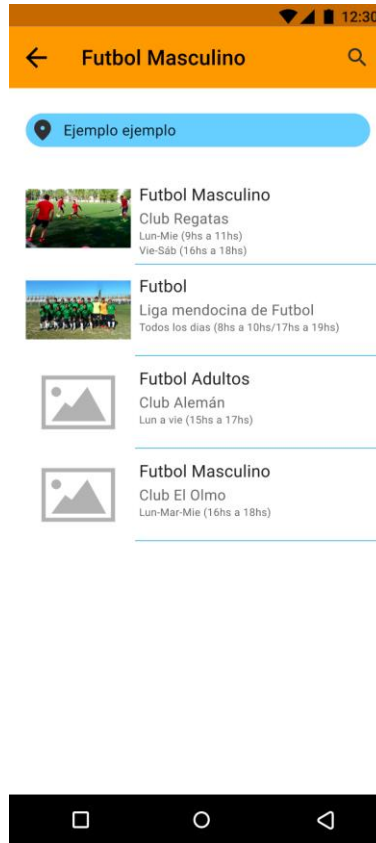 12:30
Futbol Masculino
Ejemplo ejemplo
Futbol Masculino
Club Regatas
Lun-Mie (9hs a 11hs)
Vie-Sáb (16hs a 18hs)
Futbol
Liga mendocina de Futbol
Todos los dias (8hs a 10hs/17hs a 19hs)
Futbol Adultos
Club Alemán
Lun a vie (15hs a 17hs)
Futbol Masculino
Club El Olmo
Lun-Mar-Mie (16hs a 18hs)